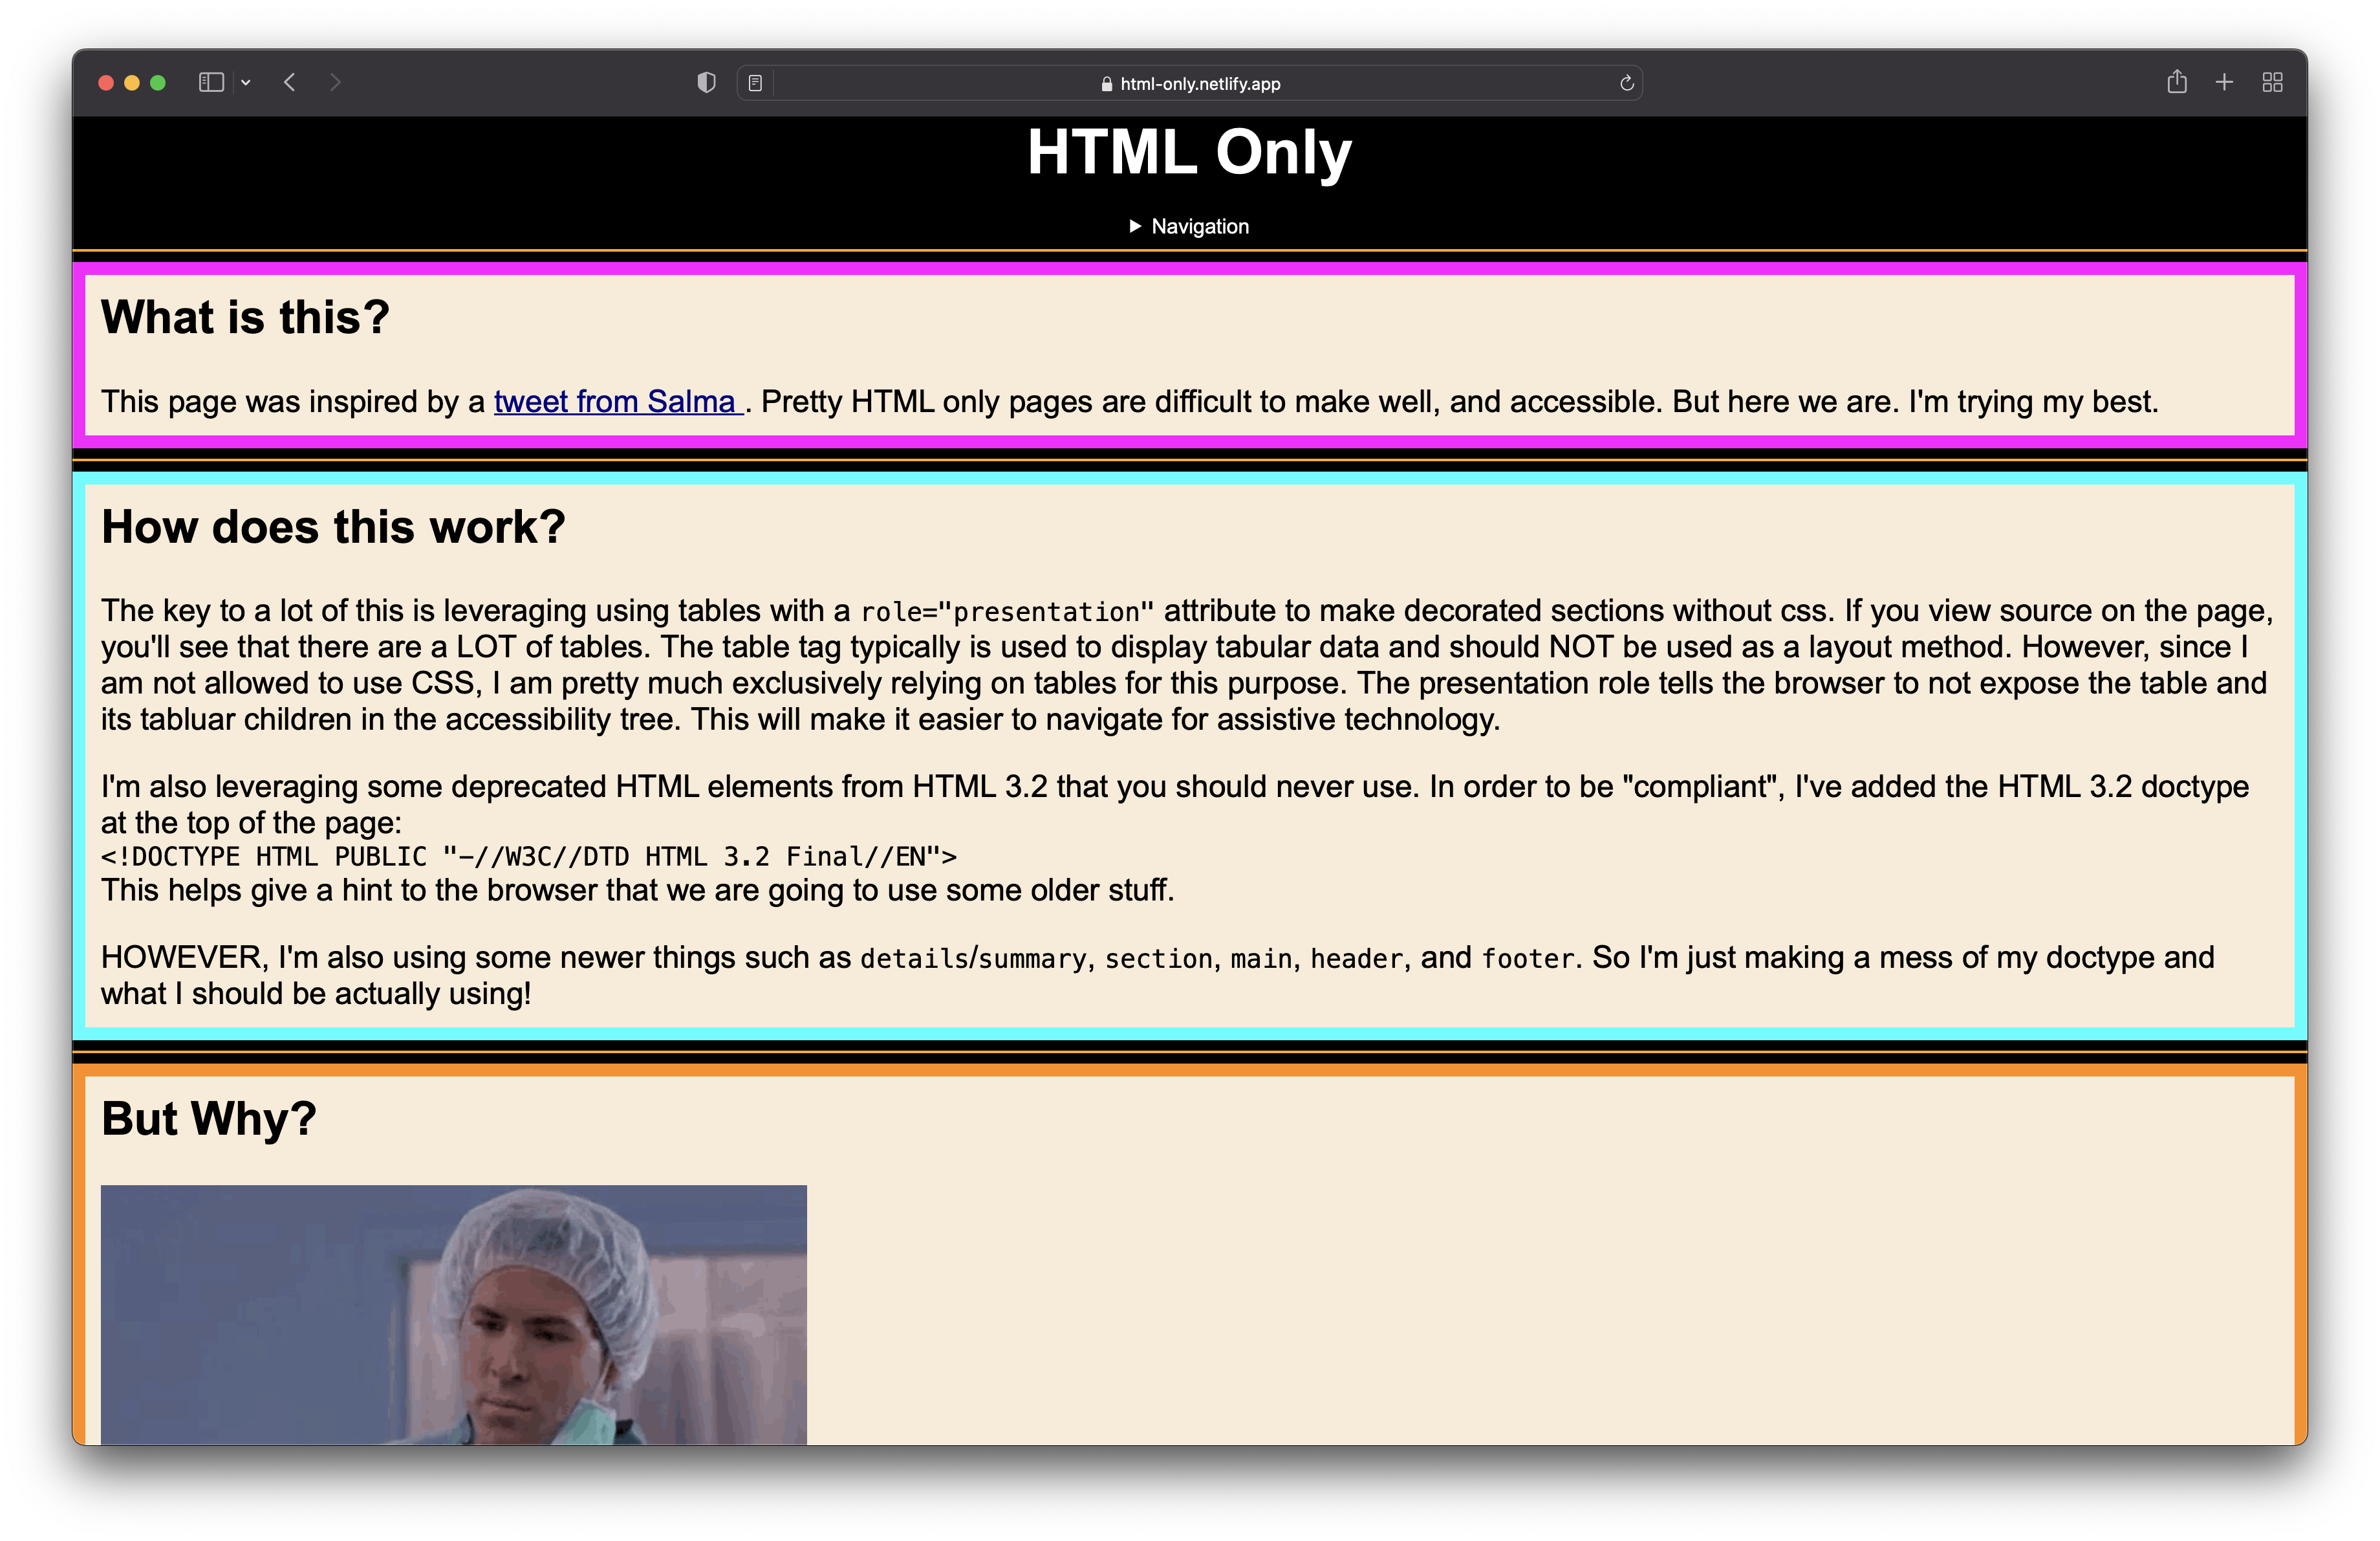 html-only.netlify.app
HTML Only
Navigation
What is this?
This page was inspired by a tweet from Salma . Pretty HTML only pages are difficult to make well, and accessible. But here we are. I'm trying my best.
How does this work?
The key to a lot of this is leveraging using tables with a role="presentation" attribute to make decorated sections without css. If you view source on the page,
you'll see that there are a LOT of tables. The table tag typically is used to display tabular data and should NOT be used as a layout method. However, since I
am not allowed to use CSS, I am pretty much exclusively relying on tables for this purpose. The presentation role tells the browser to not expose the table and
its tabluar children in the accessibility tree. This will make it easier to navigate for assistive technology.
I'm also leveraging some deprecated HTML elements from HTML 3.2 that you should never use. In order to be "compliant", I've added the HTML 3.2 doctype
at the top of the page:
<!DOCTYPE HTML PUBLIC "-//W3C//DTD HTML 3.2 Final//EN">
This helps give a hint to the browser that we are going to use some older stuff.
HOWEVER, I'm also using some newer things such as details/summary, section, main, header, and footer. So I'm just making a mess of my doctype and
what I should be actually using!
But Why?